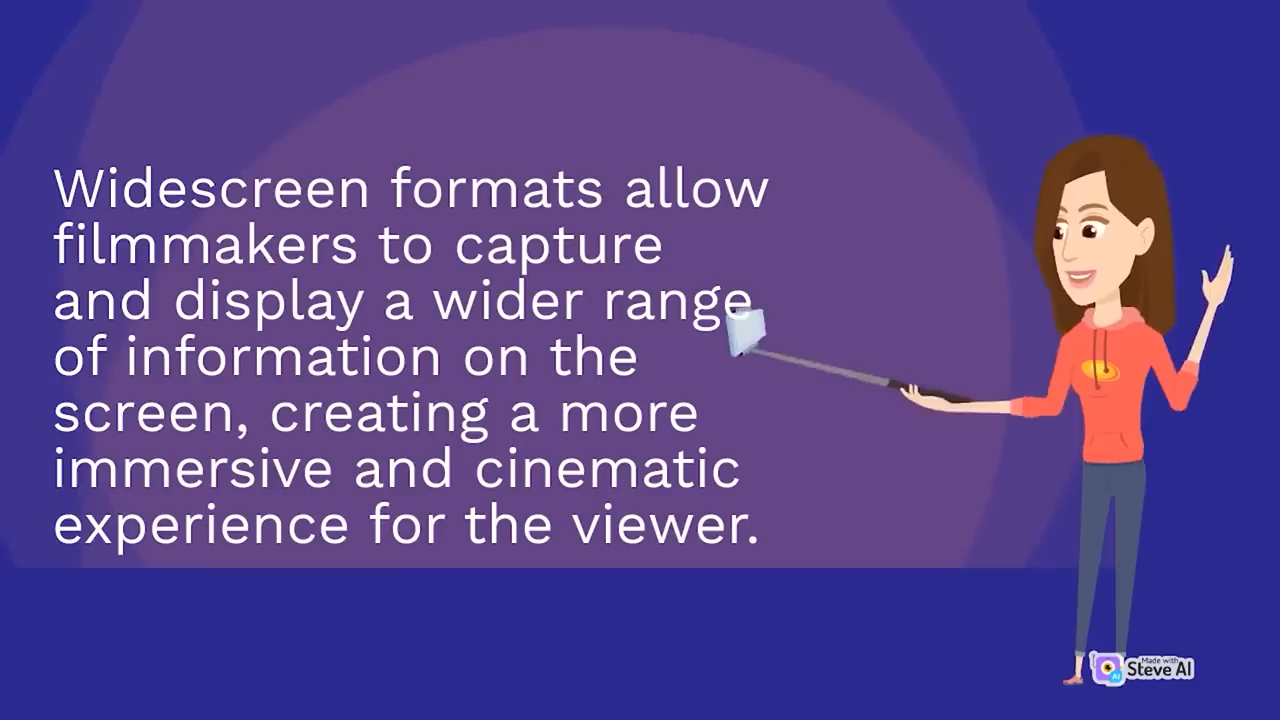 Widescreen formats allow
filmmakers to capture
and display a wider range
of information on the
screen, creating a more
immersive and cinematic
experience for the viewer.
Made with
Steve AI
AI